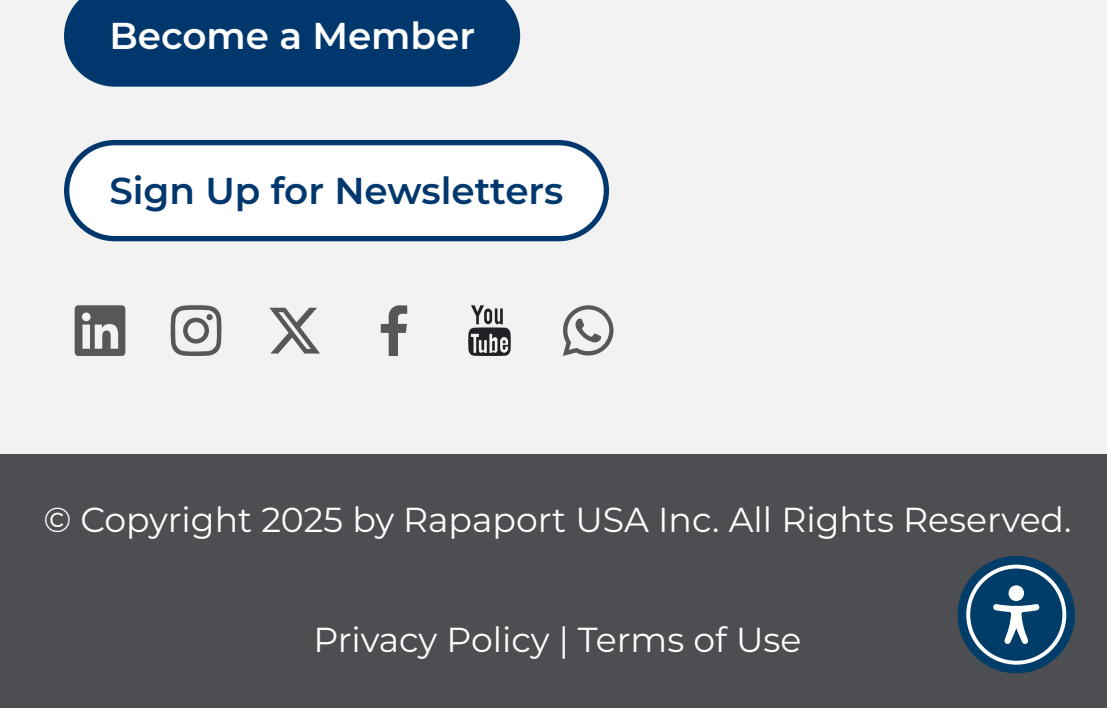 Become a Member
Sign Up for Newsletters
in
You
Tube
© Copyright 2025 by Rapaport USA Inc. All Rights Reserved.
Privacy Policy | Terms of Use